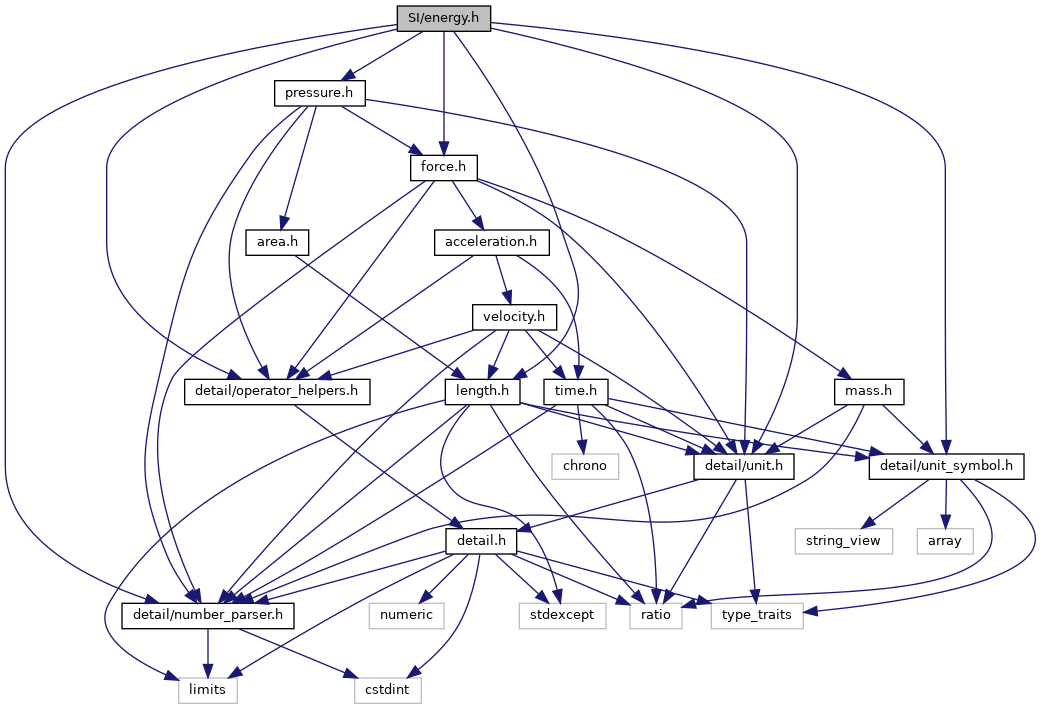 SI/energy.h
pressure.h
force.h
area.h
acceleration.h
velocity.h
detail/operator_helpers.h
length.h
time.h
mass.h
chrono
detail/unit.h
detail/unit_symbol.h
detail.h
string_view
array
detail/number_parser.h
numeric
stdexcept
ratio
type_traits
limits
cstdint